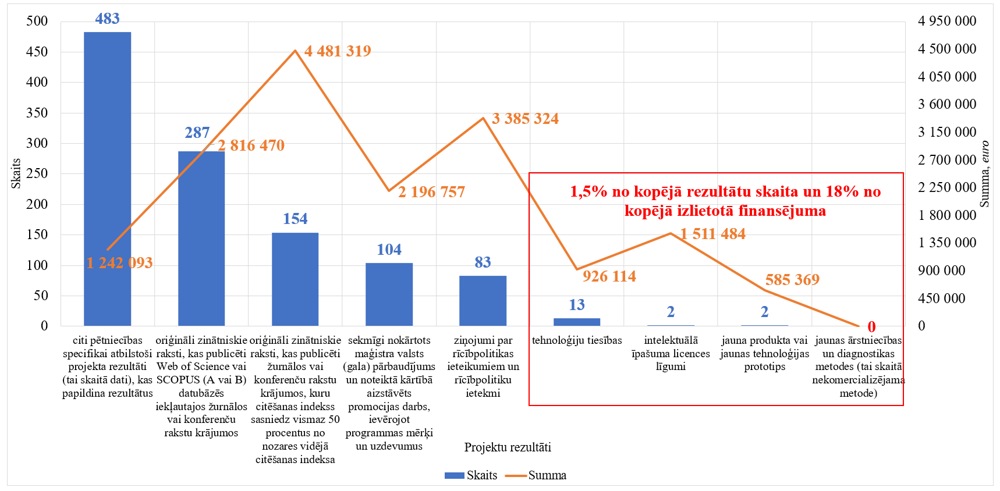 500
450
400
350
300
250
200
150
100
50
0
Skaits
4 950 000
4 500 000
4 050 000
3 600 000
3 150 000
2 700 000
2 250 000
1 800 000
1 350 000
900 000
450 000
0
Summa, euro
483
287
154
104
83
13
2
2
1 242 093
2 816 470
4 481 319
2 196 757
3 385 324
926 114
1 511 484
585 369
0
1,5% no kopējā rezultātu skaita un 18% no
kopējā izlietotā finansējuma
citi pētniecības
specifikai atbilstoši
projekta rezultāti
(tai skaitā dati), kas
papildina rezultātus
oriģināli zinātniskie
raksti, kas publicēti
Web of Science vai
SCOPUS (A vai B)
datubāzēs
iekļautajos žurnālos
vai konferenču
rakstu krājumos
oriģināli zinātniskie
raksti, kas publicēti
žurnālos vai
konferenču rakstu
krājumos, kuru
citēšanas indekss
sasniedz vismaz 50
procentus no
nozares vidējā
citēšanas indeksa
sekmīgi nokārtots
maģistra valsts
(gala) pārbaudījums
un noteiktā kārtībā
aizstāvēts
promocijas darbs,
ievērojot
programmas mērķi
un uzdevumus
ziņojumi par
rīcībpolitikas
ieteikumiem un
rīcībpolitiku
ietekmi
tehnoloģiju tiesības
intelektuālā
īpašuma licences
līgumi
jauna produkta vai
jaunas tehnoloģijas
prototips
jaunas ārstniecības
un diagnostikas
metodes (tai skaitā
nekomercializējama
metode)
Projektu rezultāti
Skaits
Summa